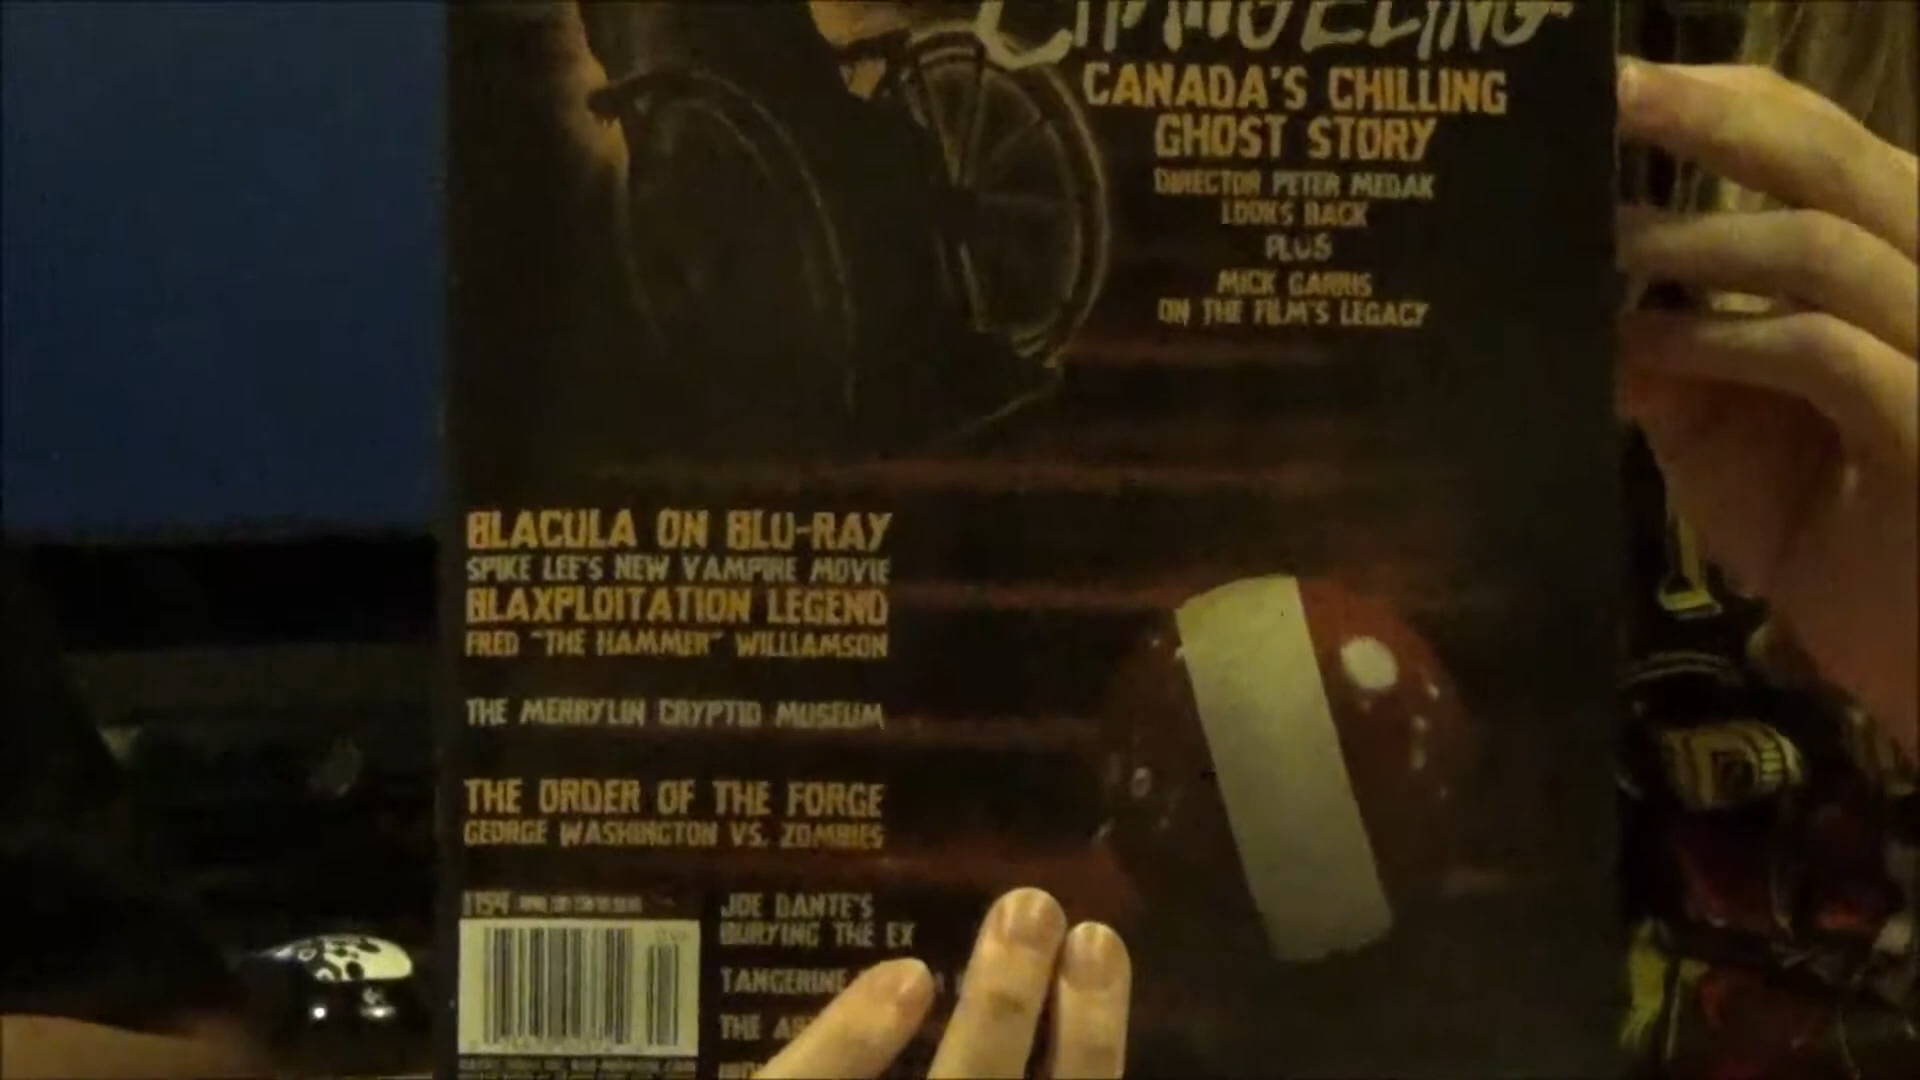 CHANGELING
CANADA'S CHILLING
GHOST STORY
DIRECTOR PETER MEDAK
LOOKS BACK
PLUS
MICK GARRIS
ON THE FILM'S LEGACY
BLACULA ON BLU-RAY
SPIKE LEE'S NEW VAMPIRE MOVIE
BLAXPLOITATION LEGEND
FRED "THE HAMMER" WILLIAMSON
THE MERRYLIN CRYPTID MUSEUM
THE ORDER OF THE FORGE
GEORGE WASHINGTON VS. ZOMBIES
#154
JOE DANTE'S
BURYING THE EX
TANGERINE
THE